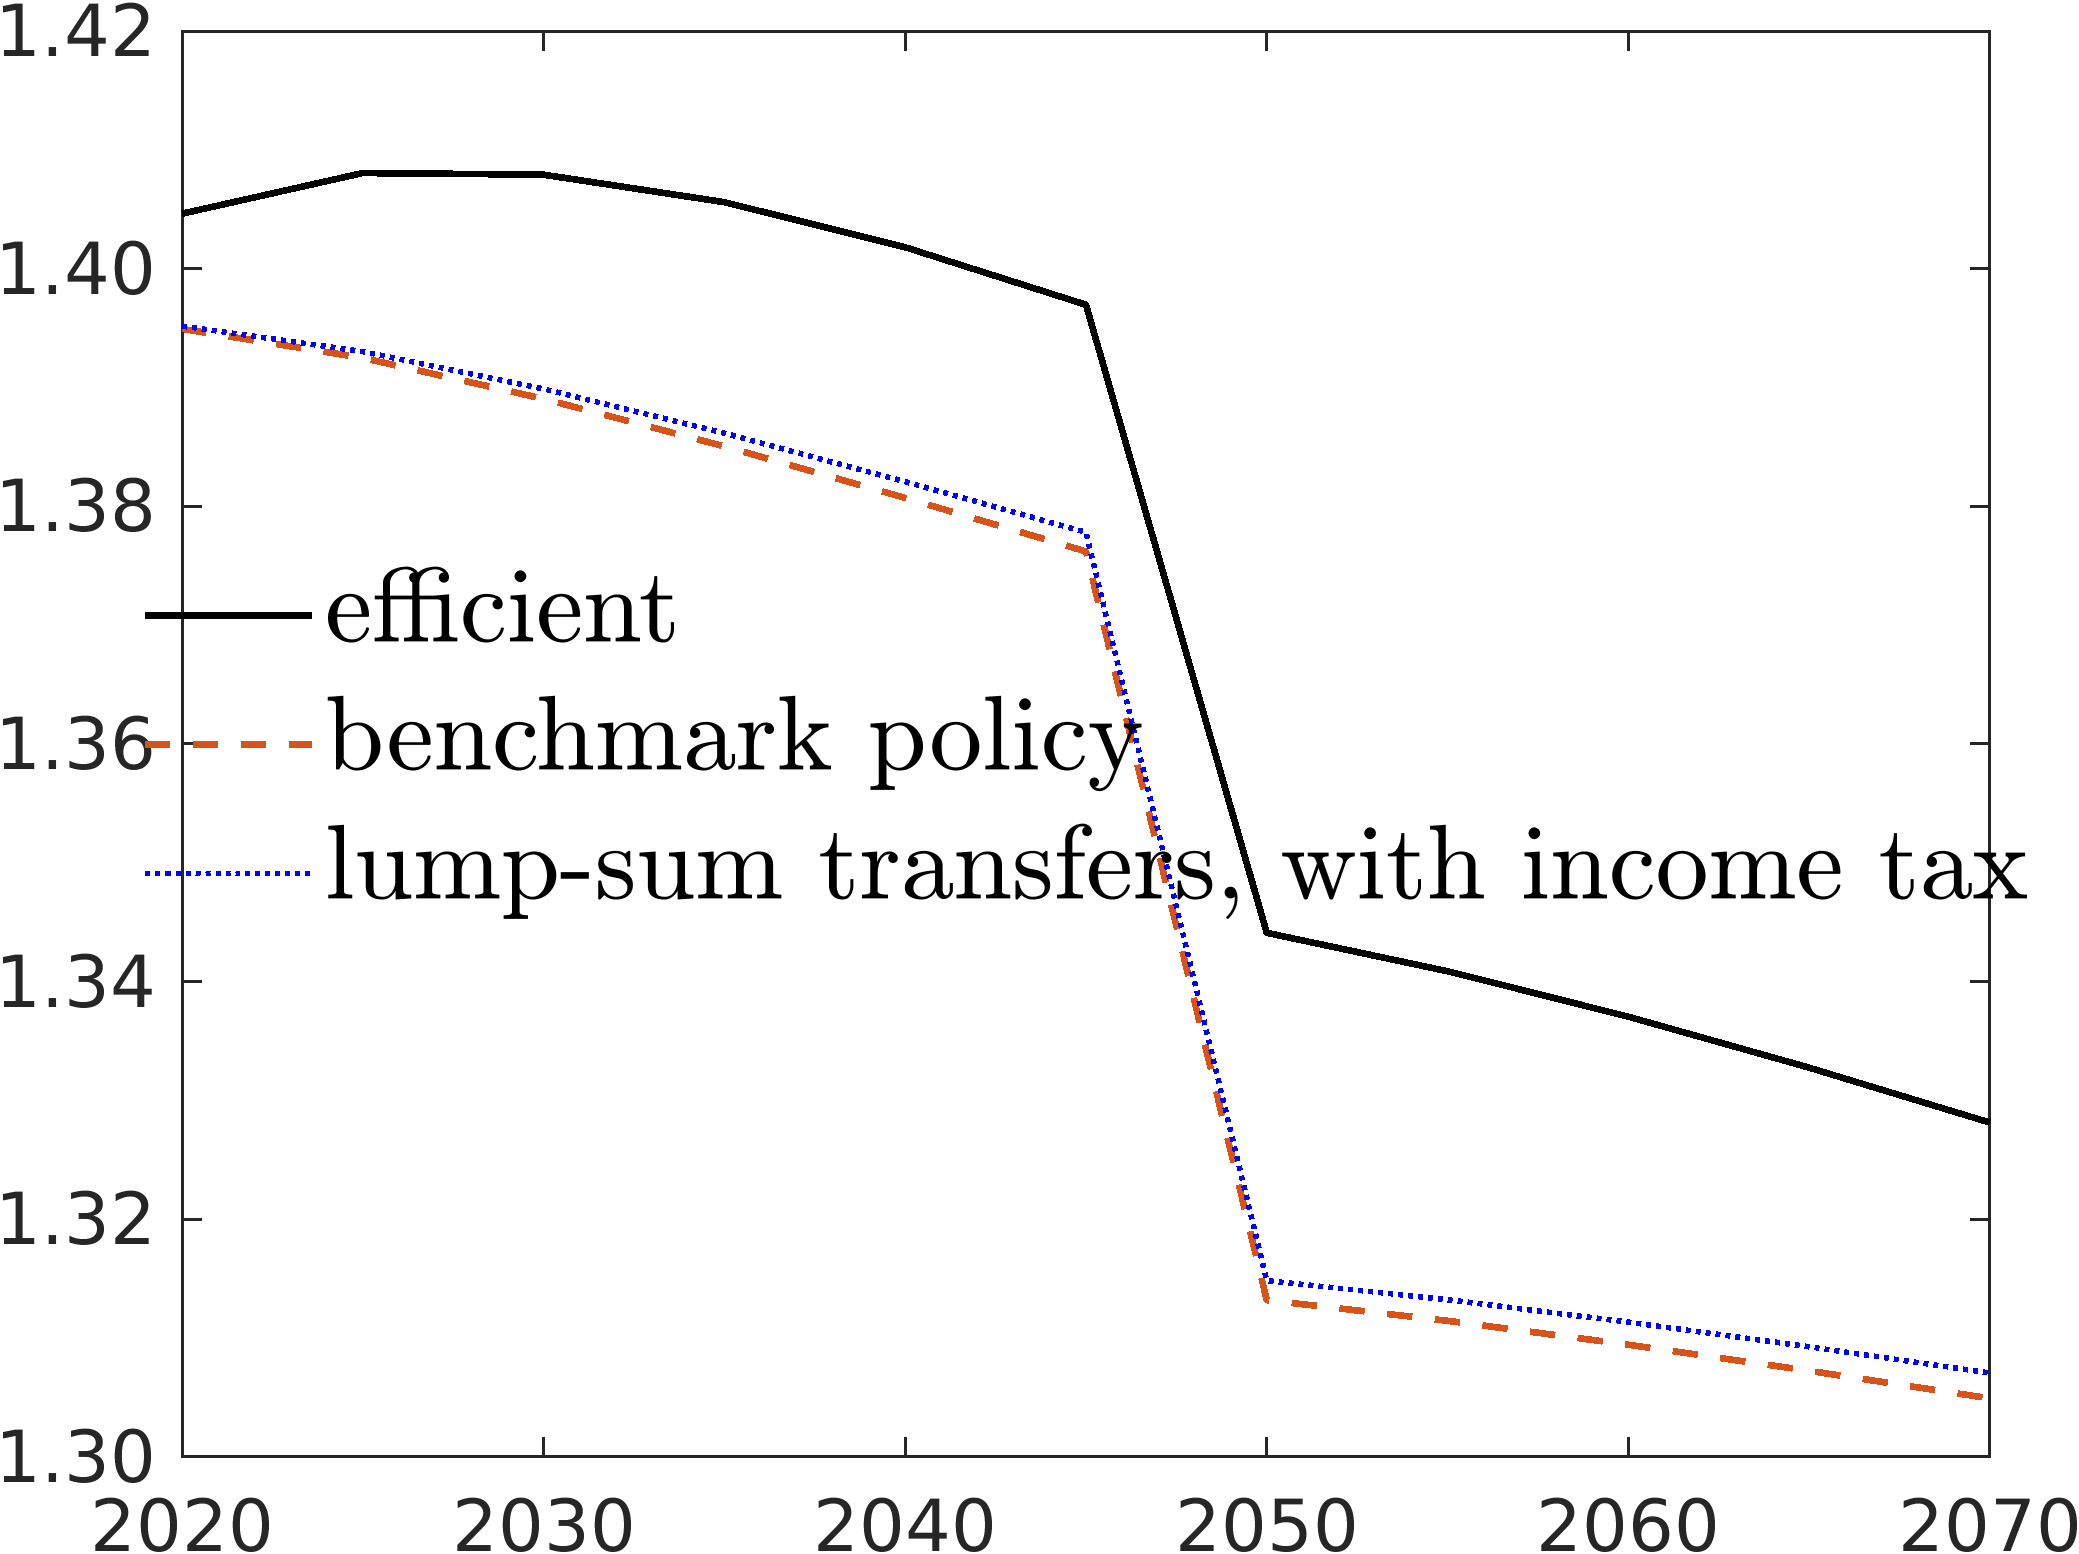 1.42
1.40
1.38
efficient
1.36
benchmark policy
lump-sum transfers, with income tax
1.34
1.32
1.30
2020 2030 2040 2050 2060 2070